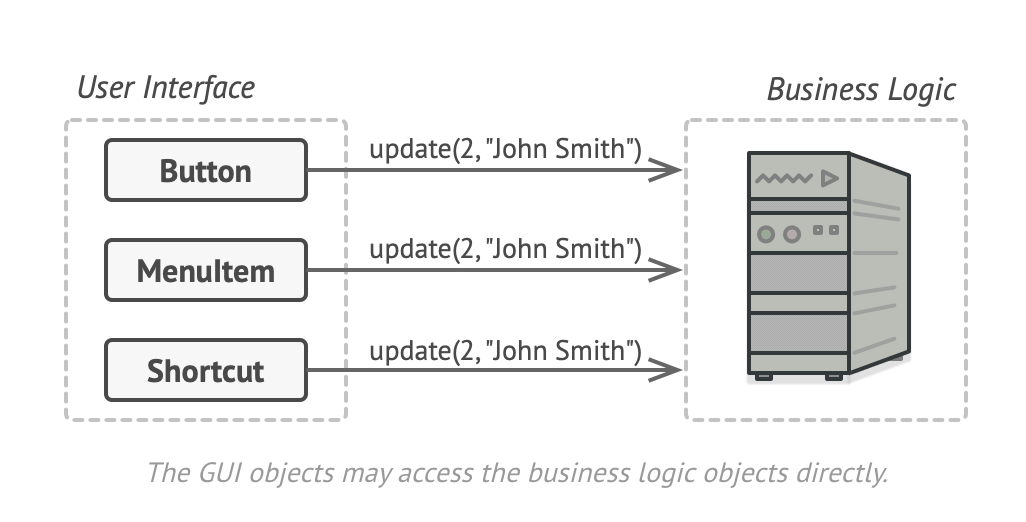 User Interface
Business Logic
Button
update(2, "John Smith")
MenuItem
update(2, "John Smith")
Shortcut
update(2, "John Smith")
The GUI objects may access the business logic objects directly.